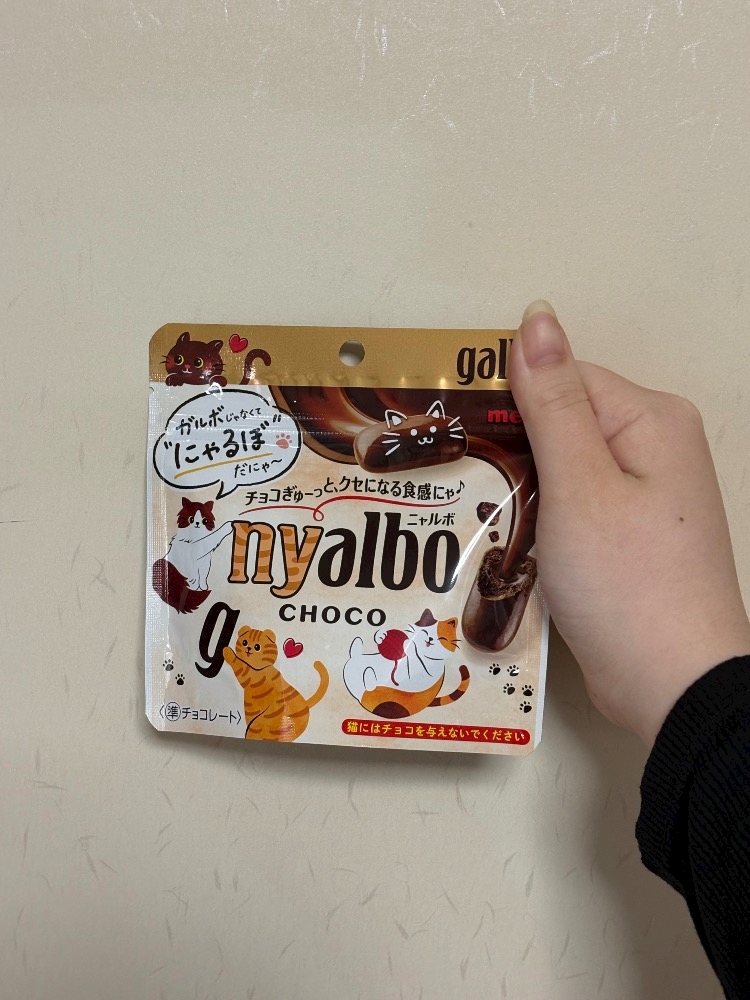 gal
me
ガルボじゃなくて
"にゃるぼ"
だにゃ〜
チョコぎゅーっと、クセになる食感にゃ♪
ニャルボ
nyalbo
CHOCO
g
〈準チョコレート〉
猫にはチョコを与えないでください